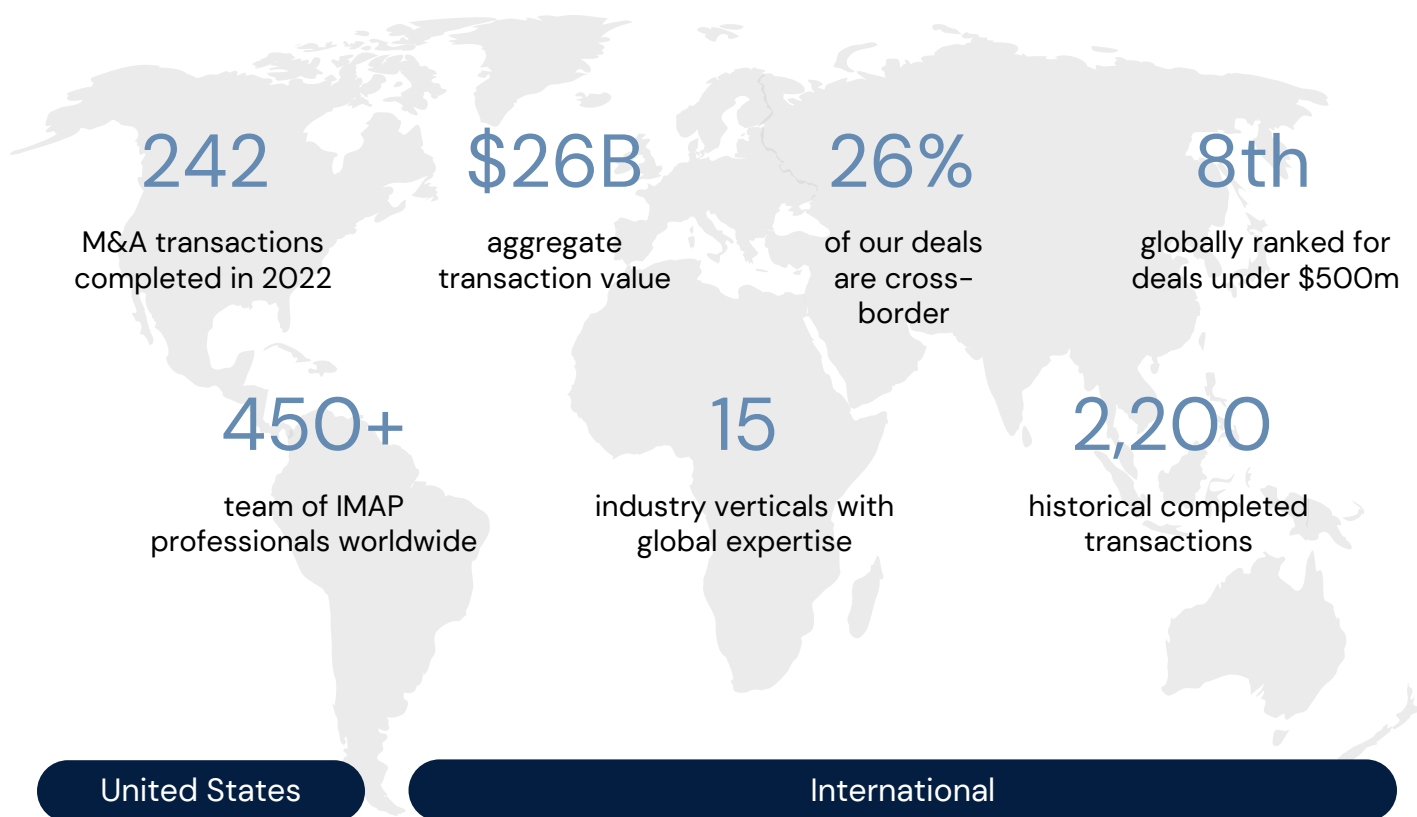 242
$26B
26%
8th
M&A transactions
completed in 2022
aggregate
transaction value
of our deals
are cross-
border
globally ranked for
deals under $500m
450+
15
2,200
team of IMAP
professionals worldwide
industry verticals with
global expertise
historical completed
transactions
United States
International